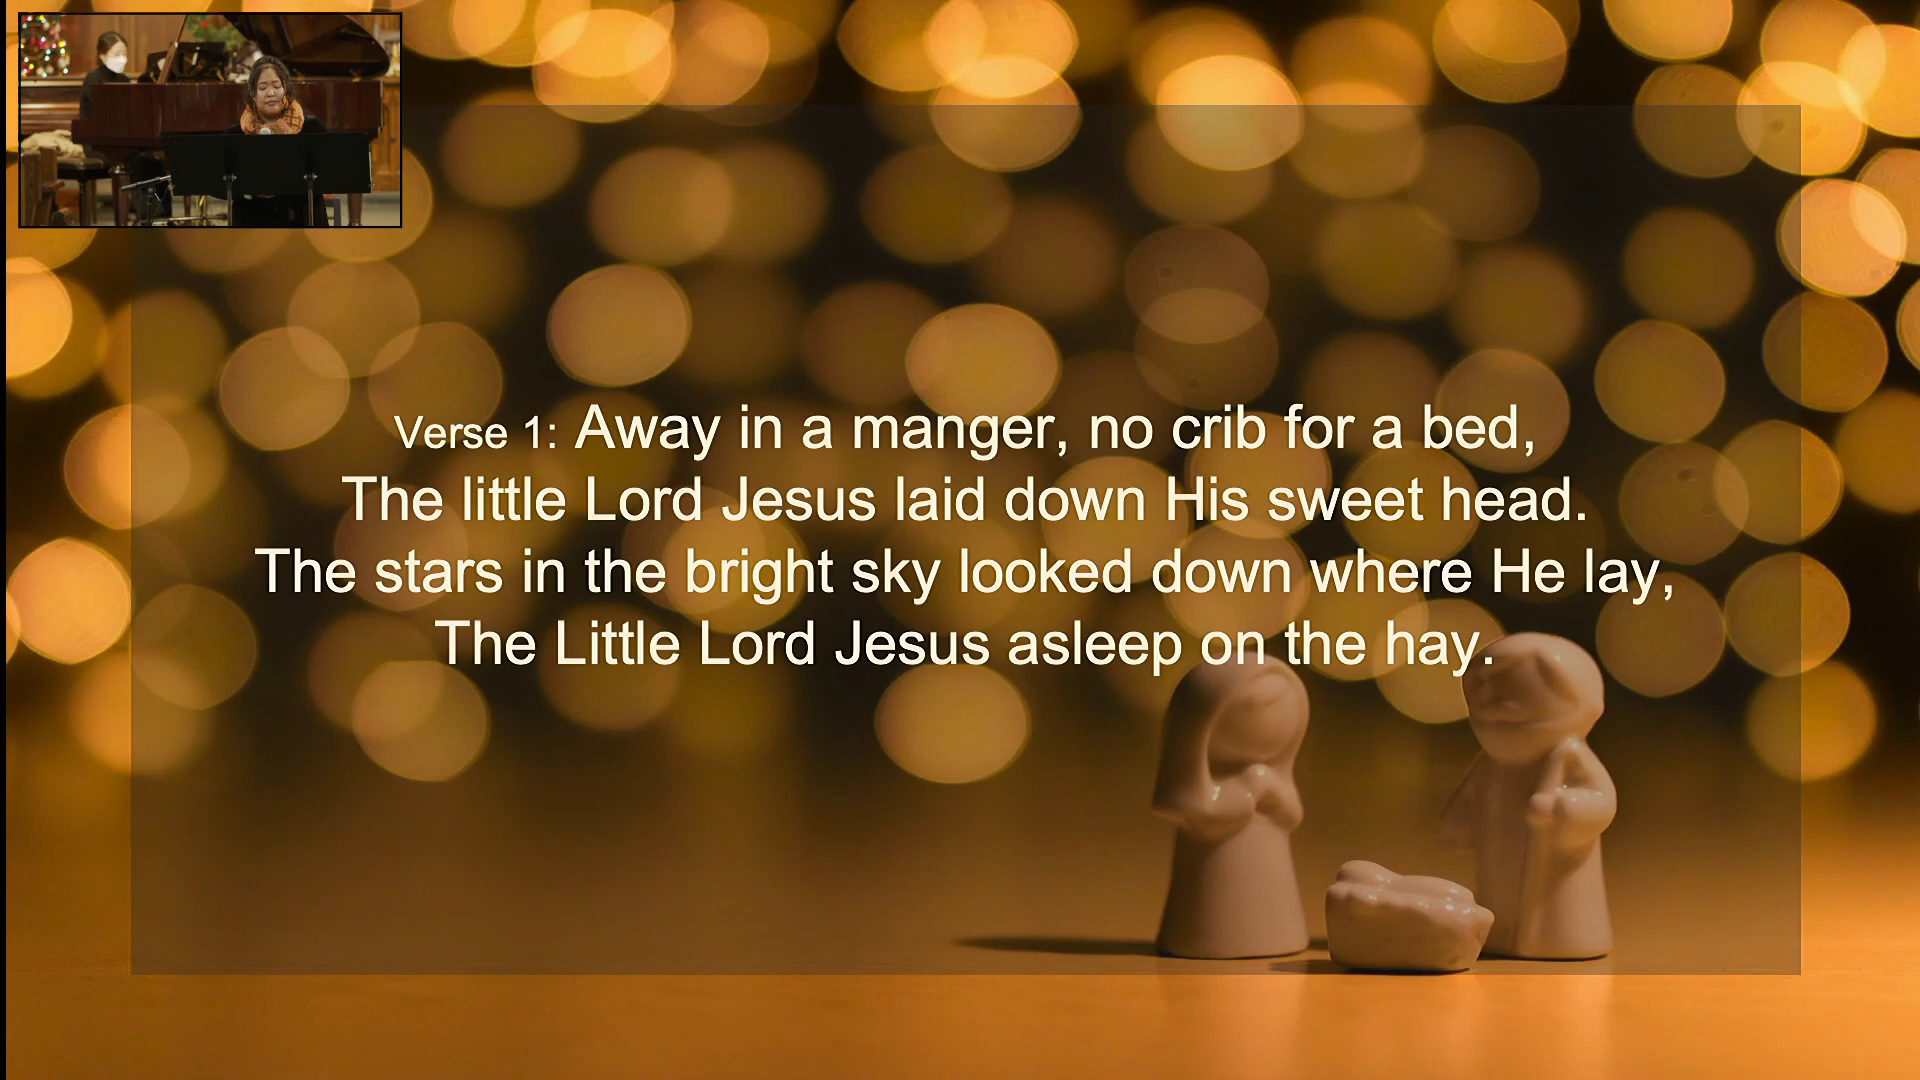 Verse 1: Away in a manger, no crib for a bed,
The little Lord Jesus laid down His sweet head.
The stars in the bright sky looked down where He lay,
The Little Lord Jesus asleep on the hay.